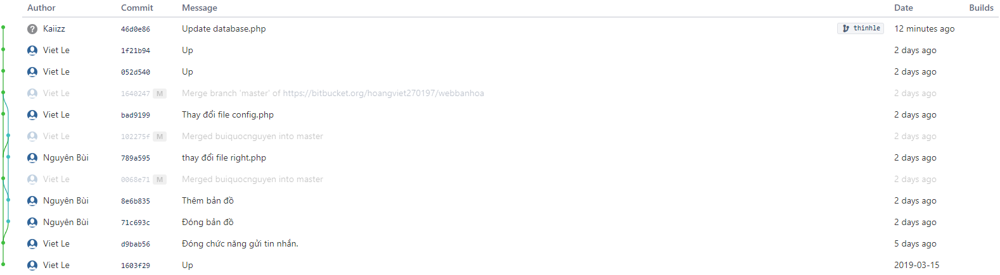 Author Commit Message Date Builds
Kaiizz 46d0e86 Update database.php thinhle 12 minutes ago
Viet Le 1f21b94 Up 2 days ago
Viet Le 052d540 Up 2 days ago
Viet Le 1640247 M Merge branch 'master' of https://bitbucket.org/hoangviet270197/webbanhoa 2 days ago
Viet Le bad9199 Thay đổi file config.php 2 days ago
Viet Le 102275f M Merged buiquocnguyen into master 2 days ago
Nguyên Bùi 789a595 thay đổi file right.php 2 days ago
Viet Le 0068e71 M Merged buiquocnguyen into master 2 days ago
Nguyên Bùi 8e6b835 Thêm bản đồ 2 days ago
Nguyên Bùi 71c693c Đóng bản đồ 2 days ago
Viet Le d9bab56 Đóng chức năng gửi tin nhắn. 5 days ago
Viet Le 1603f29 Up 2019-03-15